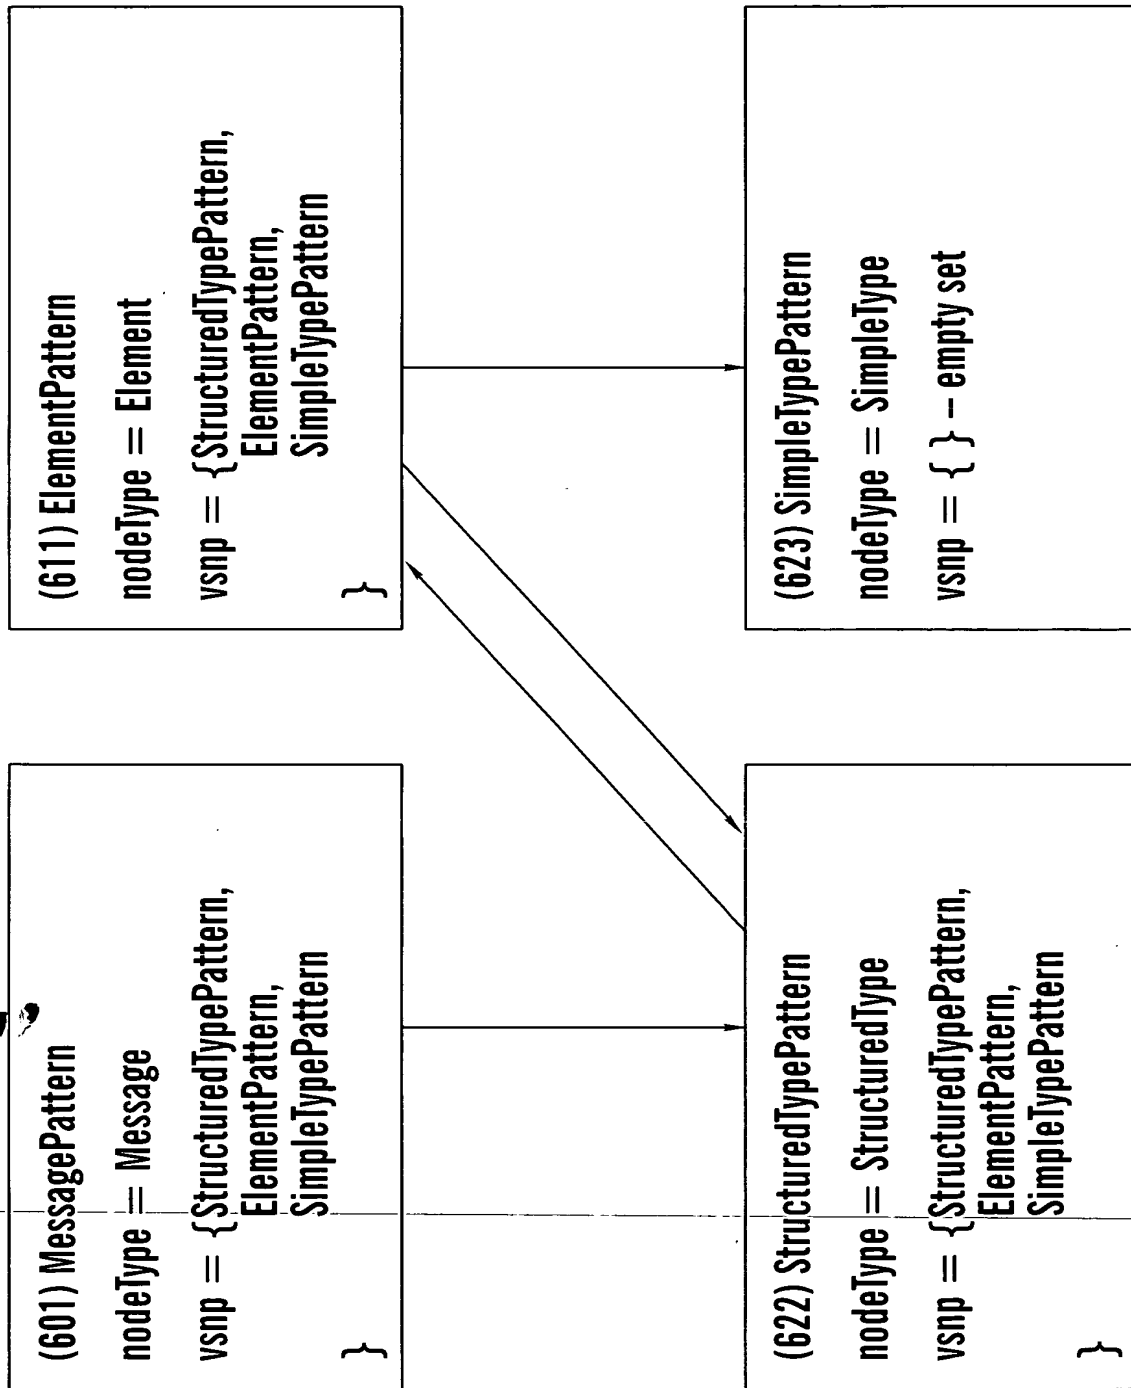 (601) MessagePattern
nodeType = Message
vsnp = {StructuredTypePattern,
ElementPattern,
SimpleTypePattern
}
(611) ElementPattern
nodeType = Element
vsnp = {StructuredTypePattern,
ElementPattern,
SimpleTypePattern
}
(622) StructuredTypePattern
nodeType = StructuredType
vsnp = {StructuredTypePattern,
ElementPattern,
SimpleTypePattern
}
(623) SimpleTypePattern
nodeType = SimpleType
vsnp = { } - empty set